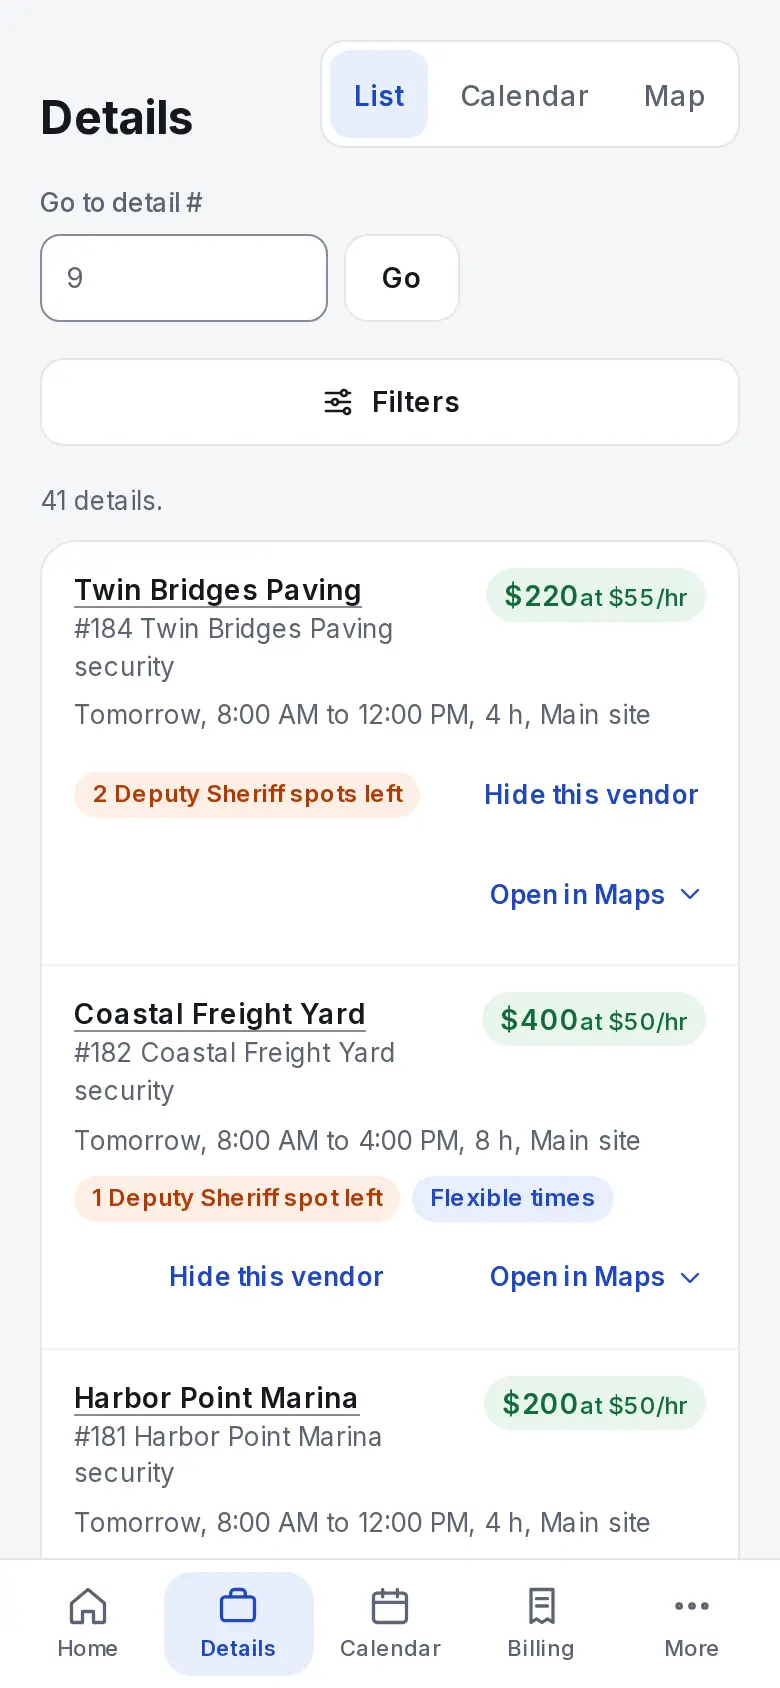 Details
List Calendar Map
Go to detail #
9 Go
Filters
41 details.
Twin Bridges Paving $220 at $55/hr
#184 Twin Bridges Paving
security
Tomorrow, 8:00 AM to 12:00 PM, 4 h, Main site
2 Deputy Sheriff spots left Hide this vendor
Open in Maps
Coastal Freight Yard $400 at $50/hr
#182 Coastal Freight Yard
security
Tomorrow, 8:00 AM to 4:00 PM, 8 h, Main site
1 Deputy Sheriff spot left Flexible times
Hide this vendor Open in Maps
Harbor Point Marina $200 at $50/hr
#181 Harbor Point Marina
security
Tomorrow, 8:00 AM to 12:00 PM, 4 h, Main site
Home Details Calendar Billing More